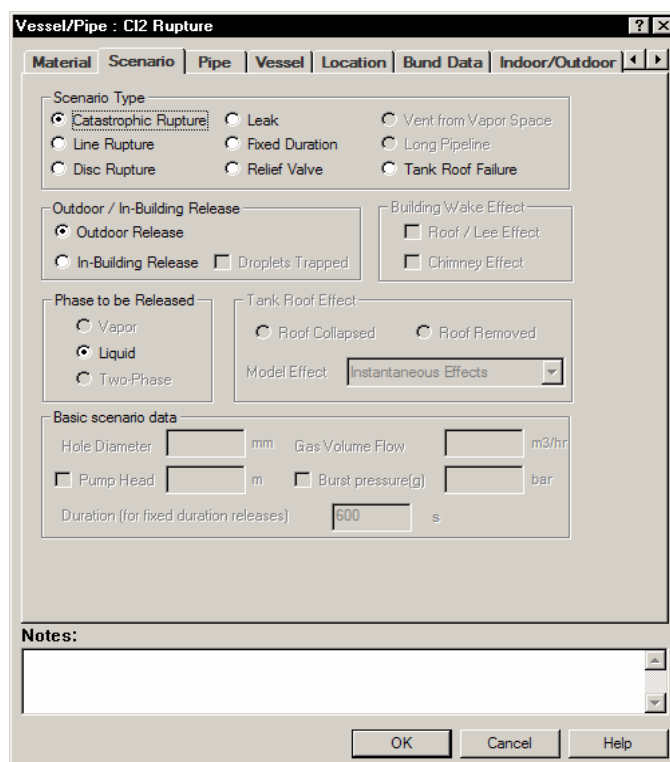 Vessel/Pipe : Cl2 Rupture
Material Scenario Pipe Vessel Location Bund Data Indoor/Outdoor
Scenario Type
Catastrophic Rupture Leak Vent from Vapor Space
Line Rupture Fixed Duration Long Pipeline
Disc Rupture Relief Valve Tank Roof Failure
Outdoor / In-Building Release Building Wake Effect
Outdoor Release Roof / Lee Effect
In-Building Release Droplets Trapped Chimney Effect
Phase to be Released Tank Roof Effect
Vapor Roof Collapsed Roof Removed
Liquid
Two-Phase Model Effect Instantaneous Effects
Basic scenario data
Hole Diameter mm Gas Volume Flow m3/hr
Pump Head m Burst pressure(g) bar
Duration (for fixed duration releases) 600 s
Notes:
OK Cancel Help